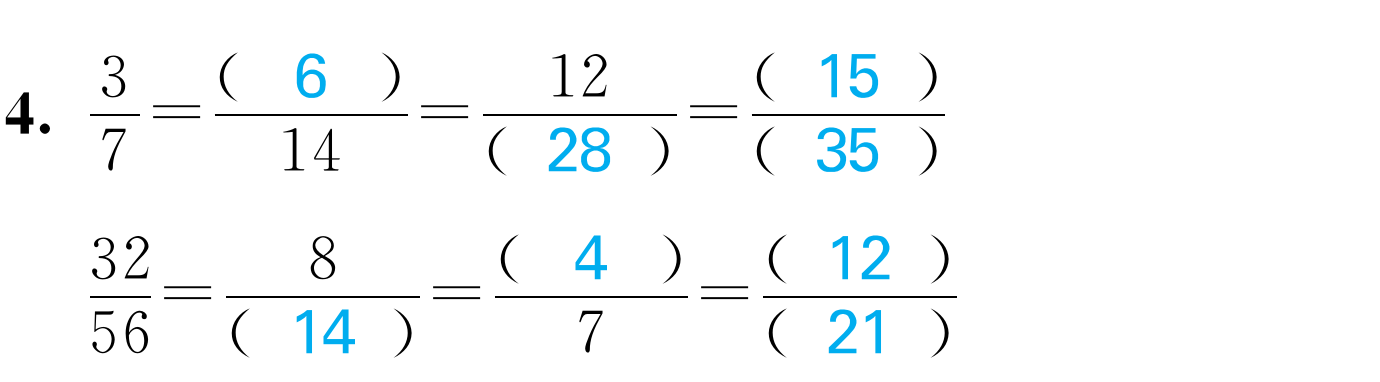 4. 3/7 = ( 6 )/14 = 12/( 28 ) = ( 15 )/( 35 )
32/56 = 8/( 14 ) = ( 4 )/7 = ( 12 )/( 21 )